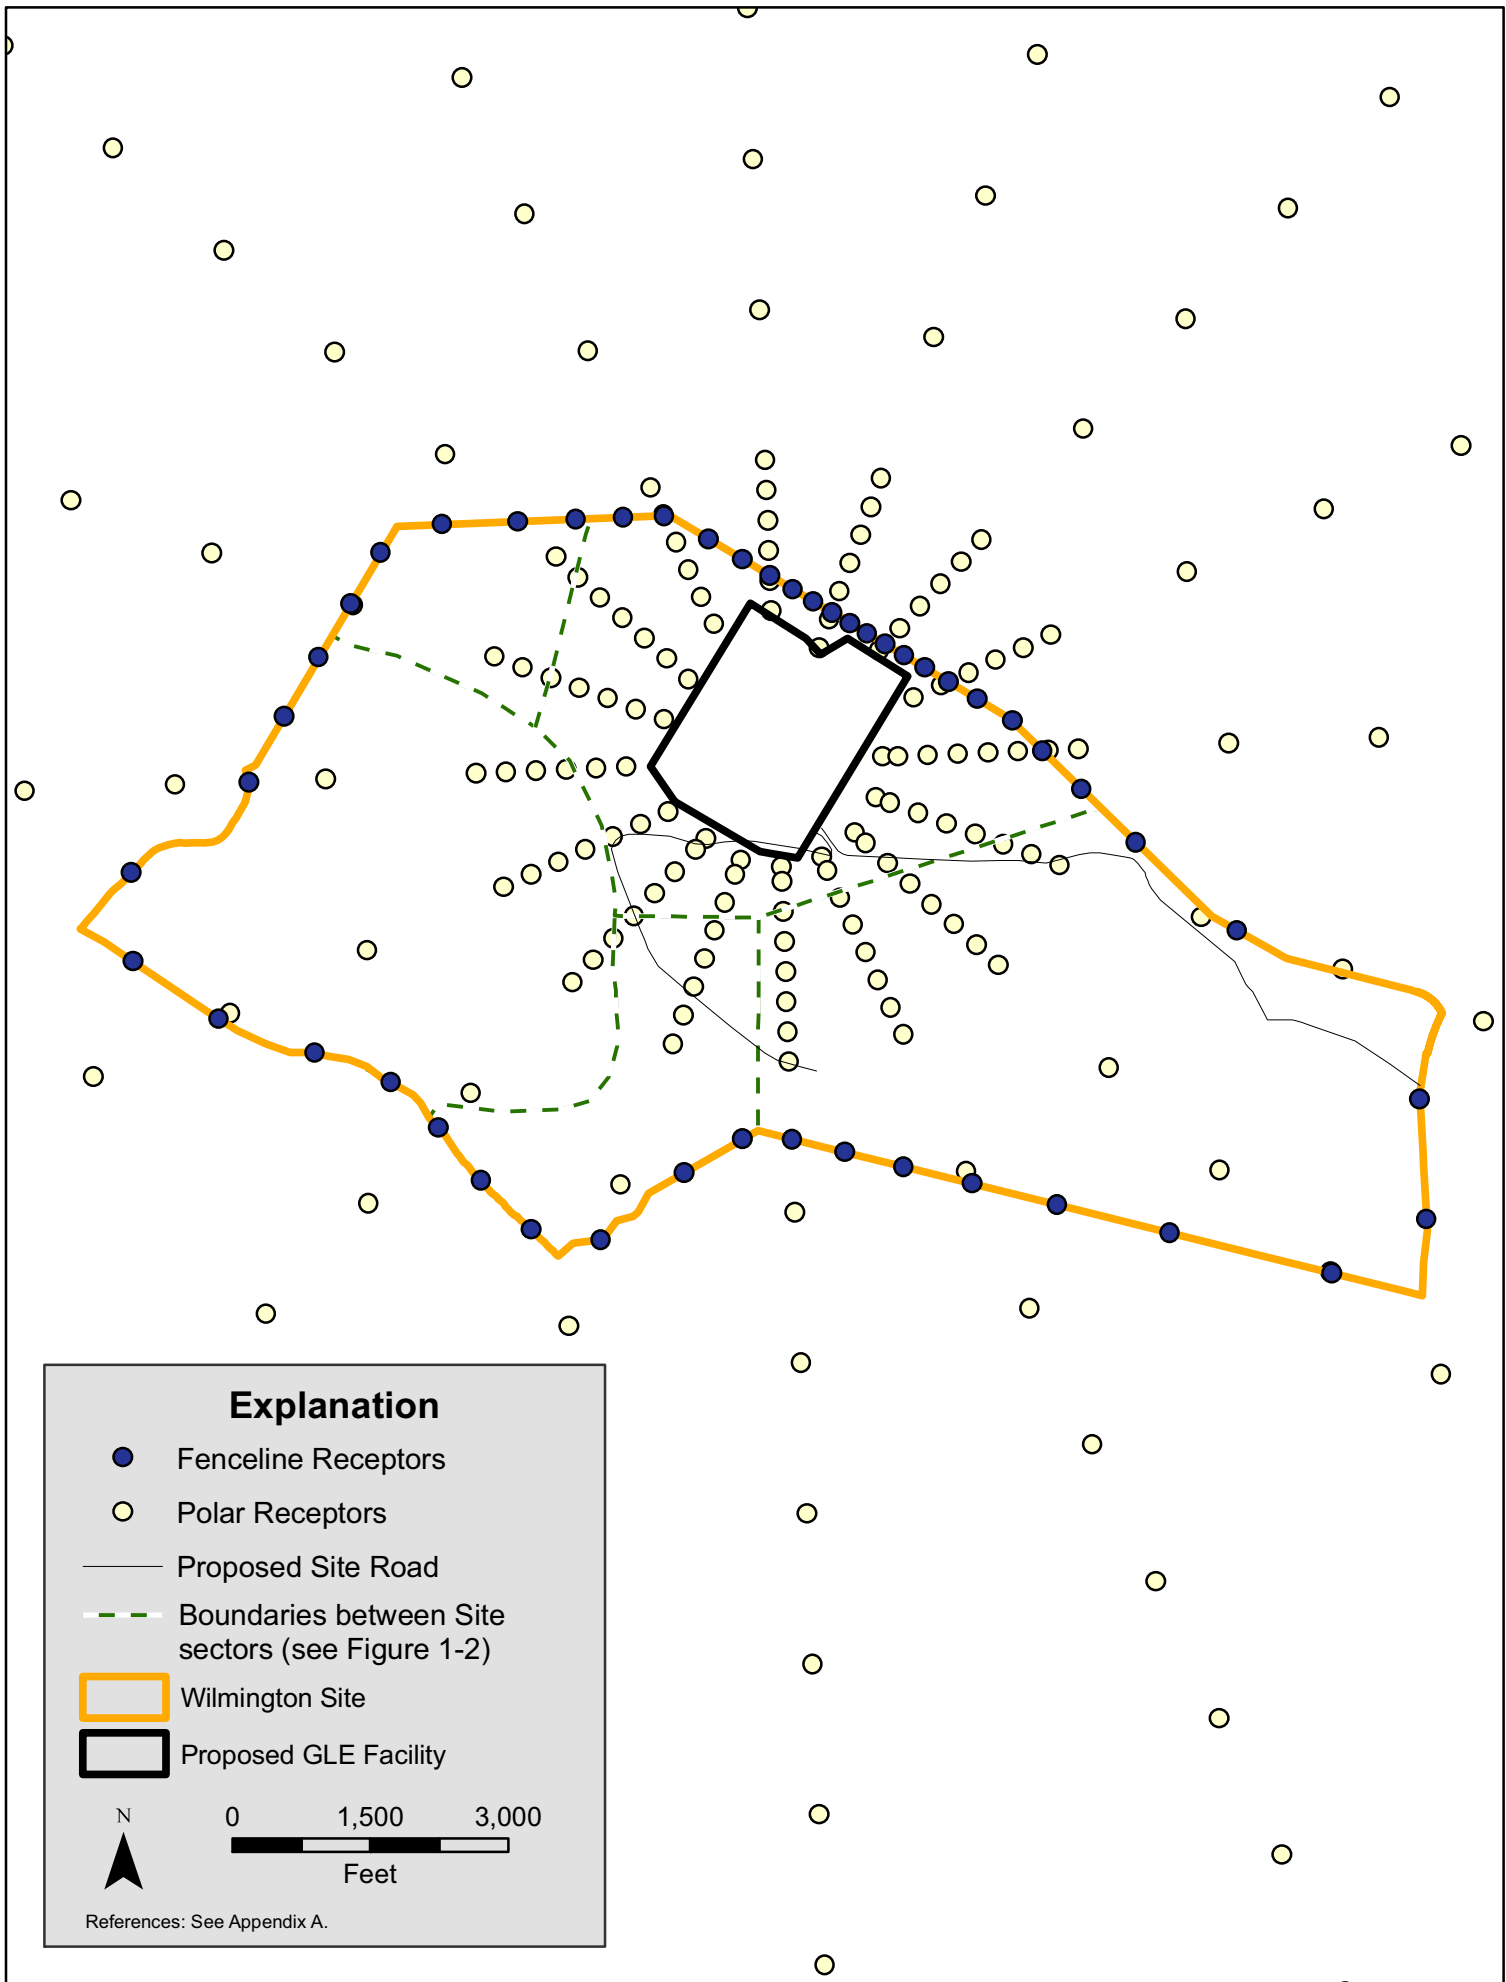 Explanation
Fenceline Receptors
Polar Receptors
Proposed Site Road
Boundaries between Site
sectors (see Figure 1-2)
Wilmington Site
Proposed GLE Facility
N
0 1,500 3,000
Feet
References: See Appendix A.